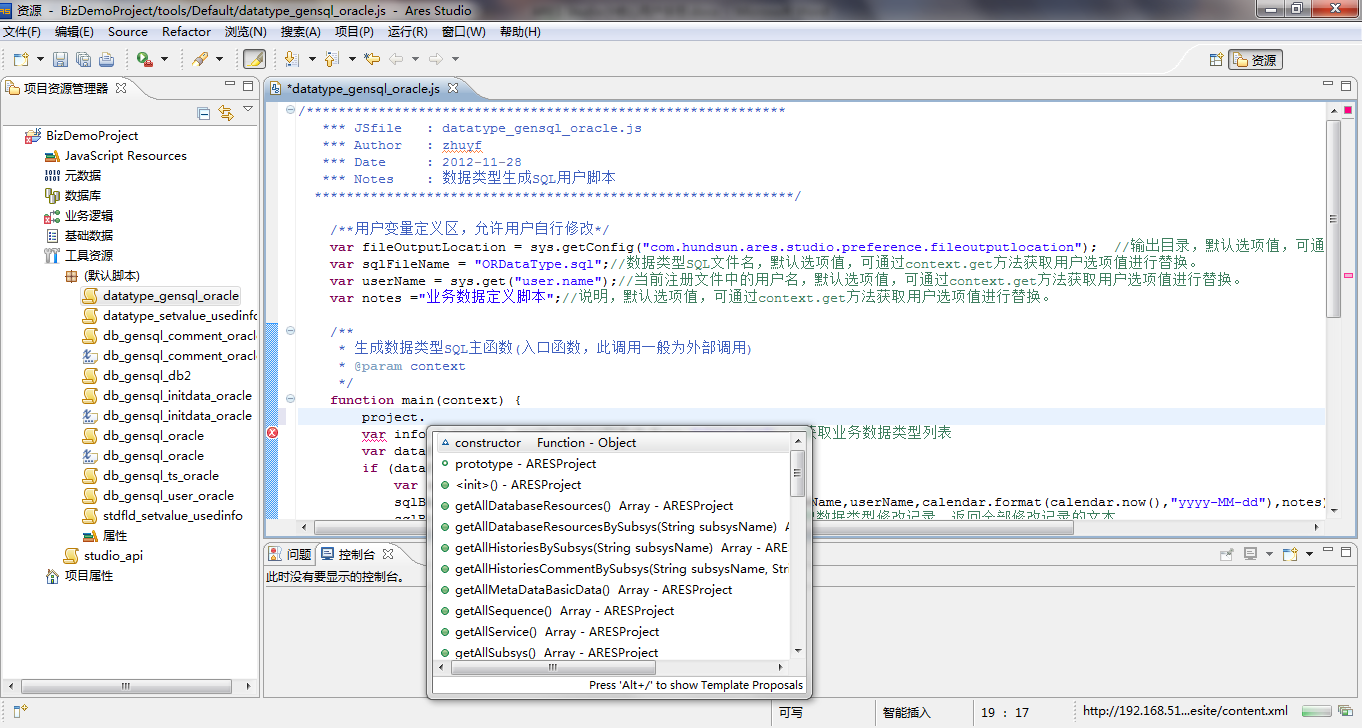 资源 - BizDemoProject/tools/Default/datatype_gensql_oracle.js - Ares Studio
文件(F) 编辑(E) Source Refactor 浏览(N) 搜索(A) 项目(P) 运行(R) 窗口(W) 帮助(H)
资源
项目资源管理器
BizDemoProject
JavaScript Resources
元数据
数据库
业务逻辑
基础数据
工具资源
(默认脚本)
datatype_gensql_oracle
datatype_setvalue_usedinfo
db_gensql_comment_oracl
db_gensql_comment_oracl
db_gensql_db2
db_gensql_initdata_oracle
db_gensql_initdata_oracle
db_gensql_oracle
db_gensql_oracle
db_gensql_ts_oracle
db_gensql_user_oracle
stdfld_setvalue_usedinfo
属性
studio_api
项目属性
*datatype_gensql_oracle.js
/************************************************************
*** JSfile : datatype_gensql_oracle.js
*** Author : zhuyf
*** Date : 2012-11-28
*** Notes : 数据类型生成SQL用户脚本
************************************************************/
/**用户变量定义区，允许用户自行修改*/
var fileOutputLocation = sys.getConfig("com.hundsun.ares.studio.preference.fileoutputlocation"); //输出目录，默认选项值，可通
var sqlFileName = "ORDataType.sql";//数据类型SQL文件名，默认选项值，可通过context.get方法获取用户选项值进行替换。
var userName = sys.get("user.name");//当前注册文件中的用户名，默认选项值，可通过context.get方法获取用户选项值进行替换。
var notes ="业务数据定义脚本";//说明，默认选项值，可通过context.get方法获取用户选项值进行替换。
/**
* 生成数据类型SQL主函数(入口函数，此调用一般为外部调用)
* @param context
*/
function main(context) {
project.
var info 取业务数据类型列表
var data
if (data
var
sqlB Name,userName,calendar.format(calendar.now(),"yyyy-MM-dd"),notes)
sqlB 数据类型修改记录，返回全部修改记录的文本
constructor Function - Object
prototype - ARESProject
<init>() - ARESProject
getAllDatabaseResources() Array - ARESProject
getAllDatabaseResourcesBySubsys(String subsysName) A
getAllHistoriesBySubsys(String subsysName) Array - ARE
getAllHistoriesCommentBySubsys(String subsysName, Stri
getAllMetaDataBasicData() Array - ARESProject
getAllSequence() Array - ARESProject
getAllService() Array - ARESProject
getAllSubsys() Array - ARESProject
Press 'Alt+/' to show Template Proposals
问题 控制台
此时没有要显示的控制台。
可写 智能插入 19 : 17 http://192.168.51...esite/content.xml